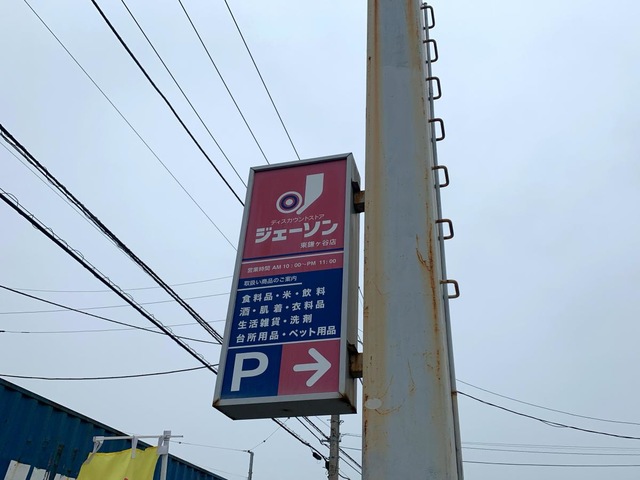 ディスカウントストア
ジェーソン
東鎌ヶ谷店
営業時間 AM 10:00〜PM 11:00
取扱い商品のご案内
食料品・米・飲料
酒・肌着・衣料品
生活雑貨・洗剤
台所用品・ペット用品
P →